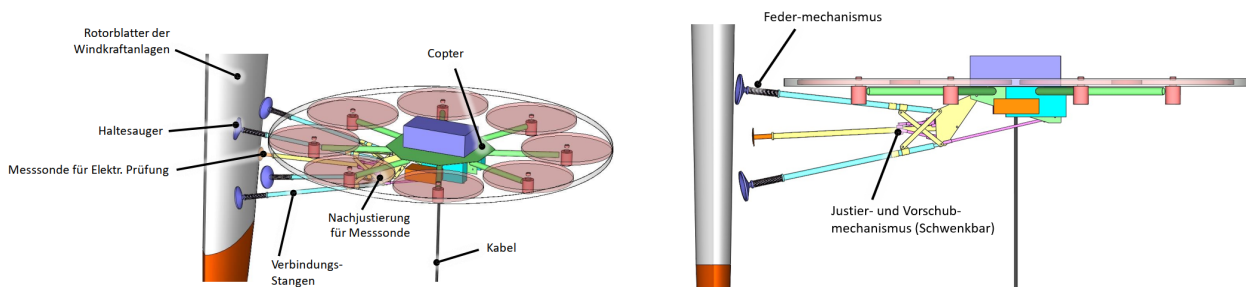 Rotorblatter der
Windkraftanlagen
Copter
Haltesauger
Messsonde für Elektr. Prüfung
Nachjustierung
für Messsonde
Kabel
Verbindungs-
Stangen
Feder-mechanismus
Justier- und Vorschub-
mechanismus (Schwenkbar)